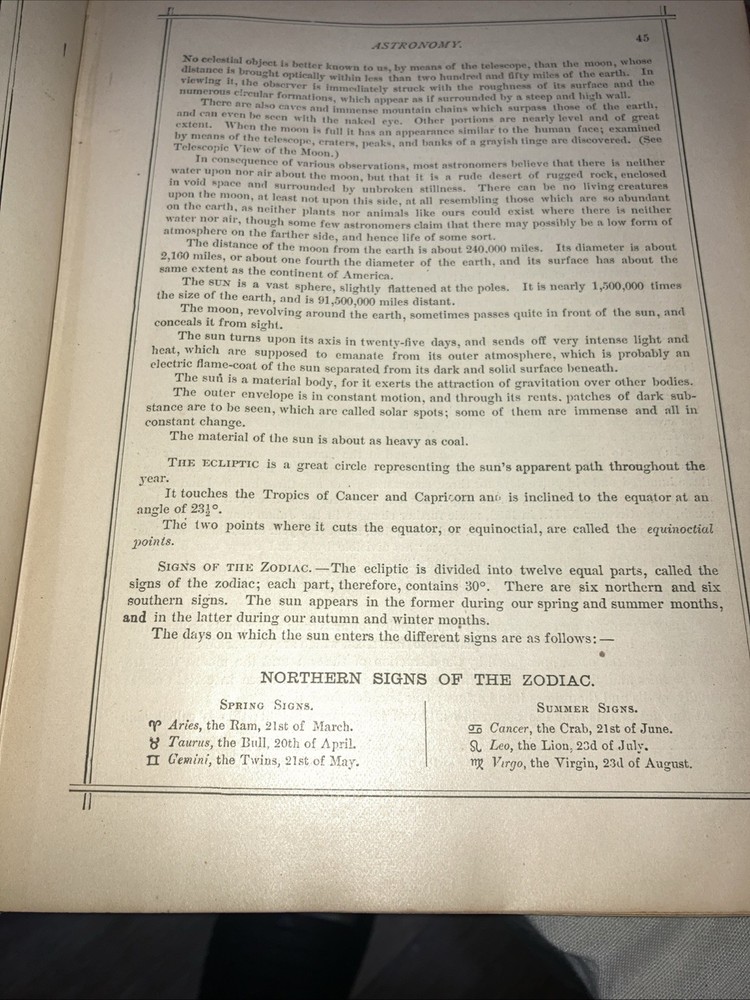 ASTRONOMY. 45
No celestial object is better known to us, by means of the telescope, than the moon, whose
distance is brought optically within less than two hundred and fifty miles of the earth. In
viewing it, the observer is immediately struck with the roughness of its surface and the
numerous circular formations, which appear as if surrounded by a steep and high wall.
There are also caves and immense mountain chains which surpass those of the earth,
and can even be seen with the naked eye. Other portions are nearly level and of great
extent. When the moon is full it has an appearance similar to the human face; examined
by means of the telescope, craters, peaks, and banks of a grayish tinge are discovered. (See
Telescopic View of the Moon.)
In consequence of various observations, most astronomers believe that there is neither
water upon nor air about the moon, but that it is a rude desert of rugged rock, enclosed
in void space and surrounded by unbroken stillness. There can be no living creatures
upon the moon, at least not upon this side, at all resembling those which are so abundant
on the earth, as neither plants nor animals like ours could exist where there is neither
water nor air, though some few astronomers claim that there may possibly be a low form of
atmosphere on the farther side, and hence life of some sort.
The distance of the moon from the earth is about 240,000 miles. Its diameter is about
2,160 miles, or about one fourth the diameter of the earth, and its surface has about the
same extent as the continent of America.
The SUN is a vast sphere, slightly flattened at the poles. It is nearly 1,500,000 times
the size of the earth, and is 91,500,000 miles distant.
The moon, revolving around the earth, sometimes passes quite in front of the sun, and
conceals it from sight.
The sun turns upon its axis in twenty-five days, and sends off very intense light and
heat, which are supposed to emanate from its outer atmosphere, which is probably an
electric flame-coat of the sun separated from its dark and solid surface beneath.
The sun is a material body, for it exerts the attraction of gravitation over other bodies.
The outer envelope is in constant motion, and through its rents, patches of dark sub-
stance are to be seen, which are called solar spots; some of them are immense and all in
constant change.
The material of the sun is about as heavy as coal.
THE ECLIPTIC is a great circle representing the sun's apparent path throughout the
year.
It touches the Tropics of Cancer and Capricorn and is inclined to the equator at an
angle of 23½°.
The two points where it cuts the equator, or equinoctial, are called the equinoctial
points.
SIGNS OF THE ZODIAC.—The ecliptic is divided into twelve equal parts, called the
signs of the zodiac; each part, therefore, contains 30°. There are six northern and six
southern signs. The sun appears in the former during our spring and summer months,
and in the latter during our autumn and winter months.
The days on which the sun enters the different signs are as follows:—
NORTHERN SIGNS OF THE ZODIAC.
SPRING SIGNS.
♈ Aries, the Ram, 21st of March.
♉ Taurus, the Bull, 20th of April.
♊ Gemini, the Twins, 21st of May.
SUMMER SIGNS.
♋ Cancer, the Crab, 21st of June.
♌ Leo, the Lion, 23d of July.
♍ Virgo, the Virgin, 23d of August.